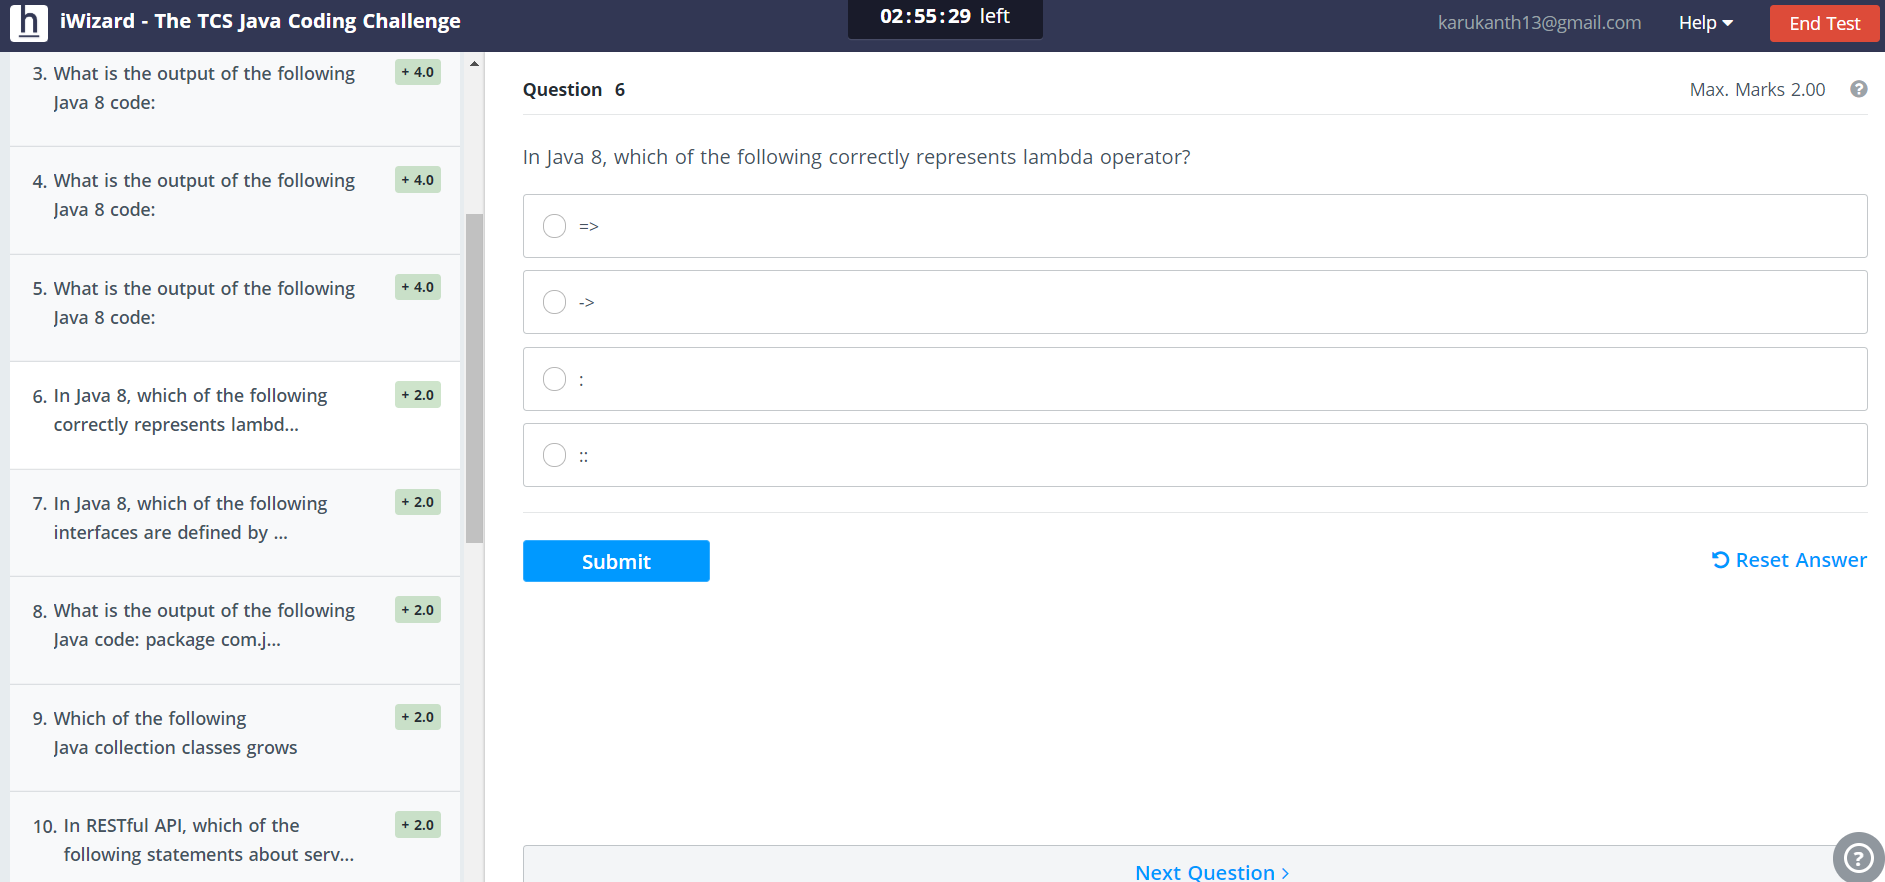 h iWizard - The TCS Java Coding Challenge
02:55:29 left
karukanth13@gmail.com
Help
End Test
3. What is the output of the following + 4.0
Java 8 code:
4. What is the output of the following + 4.0
Java 8 code:
5. What is the output of the following + 4.0
Java 8 code:
6. In Java 8, which of the following + 2.0
correctly represents lambd...
7. In Java 8, which of the following + 2.0
interfaces are defined by ...
8. What is the output of the following + 2.0
Java code: package com.j...
9. Which of the following + 2.0
Java collection classes grows
10. In RESTful API, which of the + 2.0
following statements about serv...
Question 6
Max. Marks 2.00 ?
In Java 8, which of the following correctly represents lambda operator?
=>
->
:
::
Submit
Reset Answer
Next Question >
?